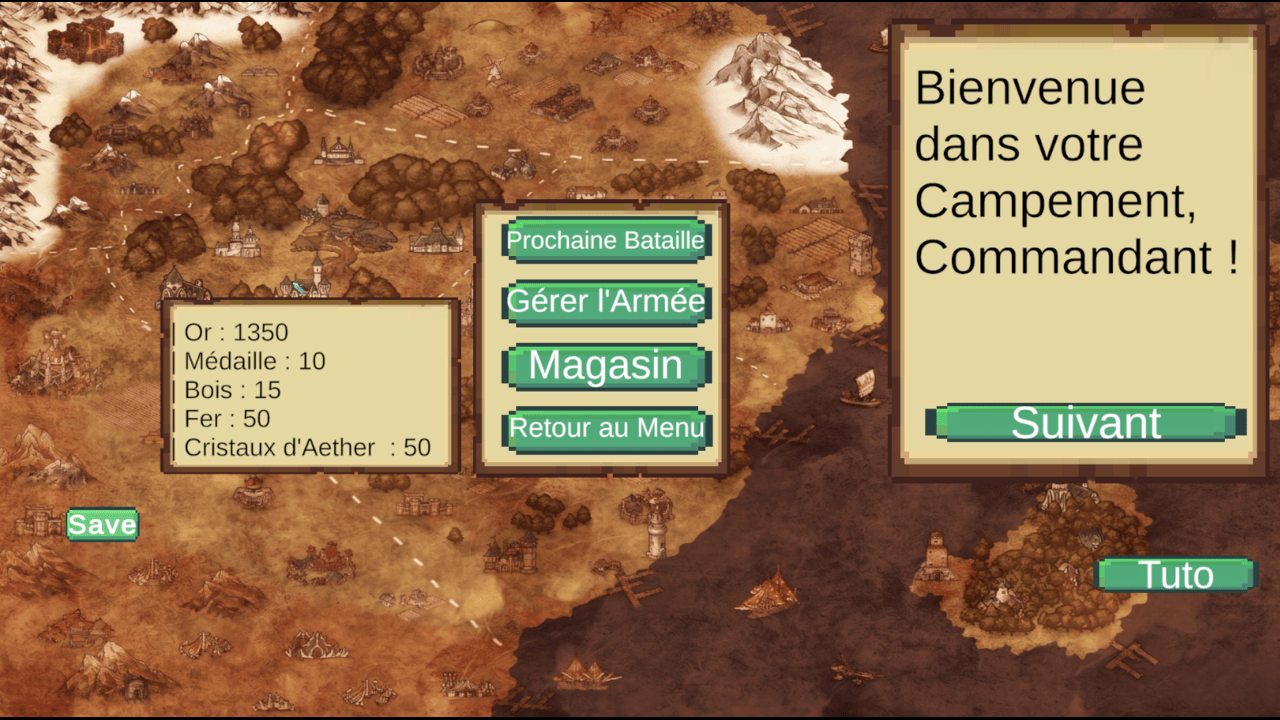 Bienvenue
dans votre
Campement,
Commandant !
Suivant
Prochaine Bataille
Gérer l'Armée
Magasin
Retour au Menu
| Or : 1350
| Médaille : 10
| Bois : 15
| Fer : 50
| Cristaux d'Aether  : 50
Save
Tuto